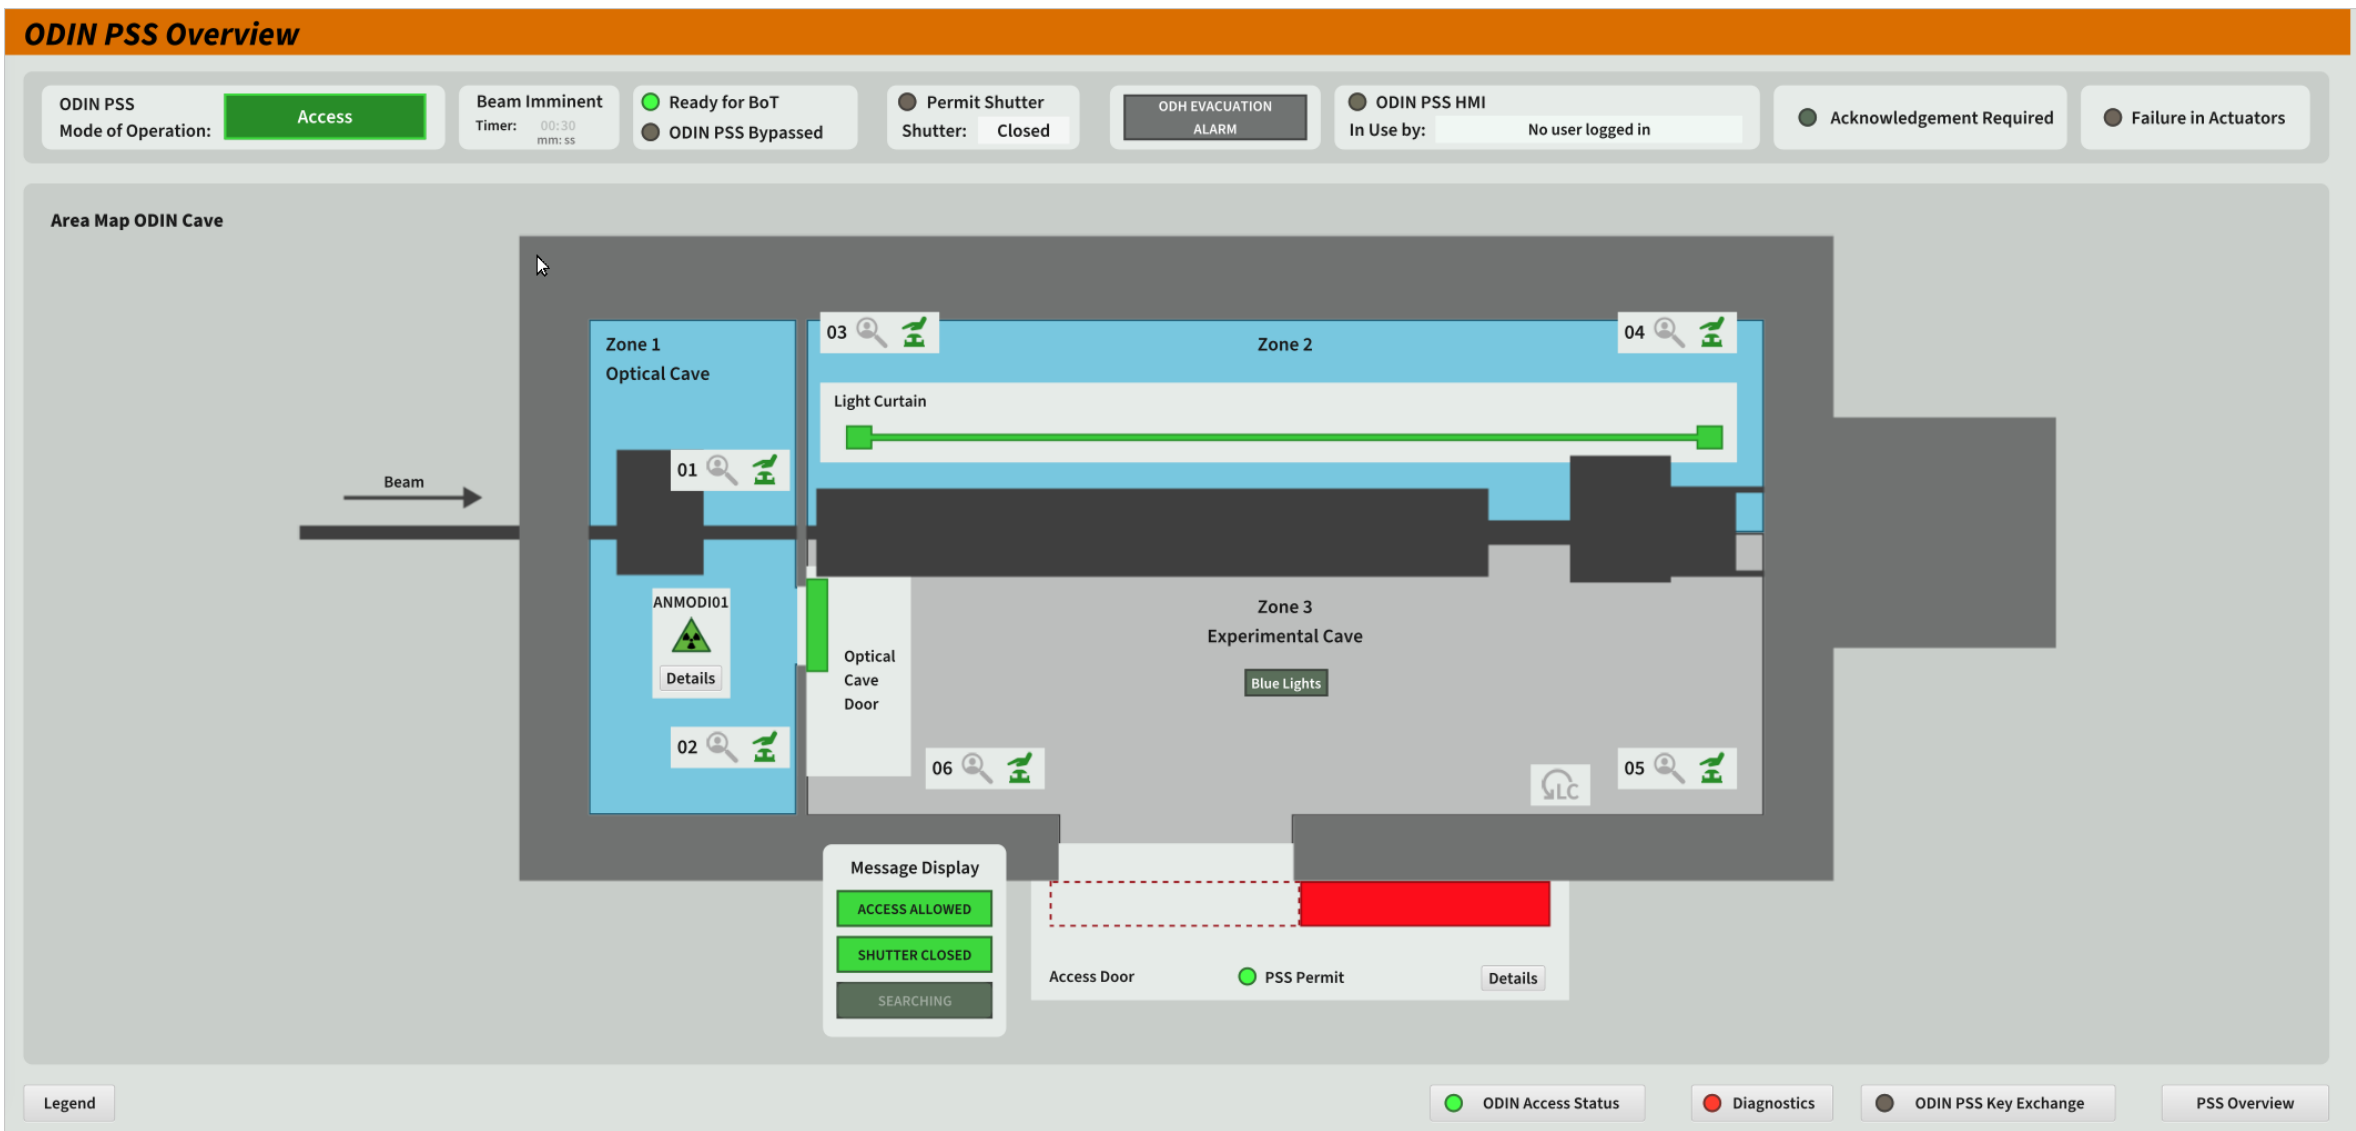 ODIN PSS Overview
ODIN PSS
Mode of Operation:
Access
Beam Imminent
Timer: 00:30
mm: ss
Ready for BoT
ODIN PSS Bypassed
Permit Shutter
Shutter: Closed
ODH EVACUATION
ALARM
ODIN PSS HMI
In Use by: No user logged in
Acknowledgement Required
Failure in Actuators
Area Map ODIN Cave
Zone 1
Optical Cave
03
Zone 2
04
Light Curtain
01
Beam
ANMODI01
Details
02
Optical
Cave
Door
Zone 3
Experimental Cave
Blue Lights
06
LC
05
Message Display
ACCESS ALLOWED
SHUTTER CLOSED
SEARCHING
Access Door
PSS Permit
Details
Legend
ODIN Access Status
Diagnostics
ODIN PSS Key Exchange
PSS Overview